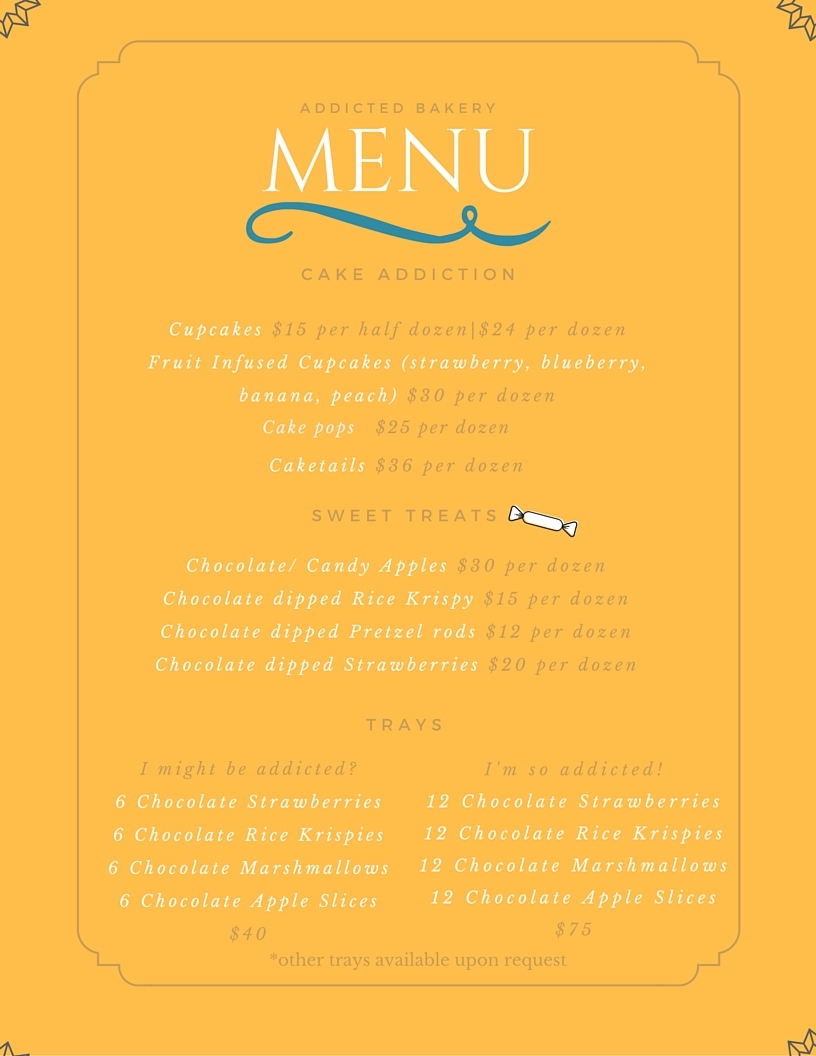 ADDICTED BAKERY
MENU
CAKE ADDICTION
Cupcakes $15 per half dozen|$24 per dozen
Fruit Infused Cupcakes (strawberry, blueberry,
banana, peach) $30 per dozen
Cake pops $25 per dozen
Caketails $36 per dozen
SWEET TREATS
Chocolate/ Candy Apples $30 per dozen
Chocolate dipped Rice Krispy $15 per dozen
Chocolate dipped Pretzel rods $12 per dozen
Chocolate dipped Strawberries $20 per dozen
TRAYS
I might be addicted?
6 Chocolate Strawberries
6 Chocolate Rice Krispies
6 Chocolate Marshmallows
6 Chocolate Apple Slices
$40
I'm so addicted!
12 Chocolate Strawberries
12 Chocolate Rice Krispies
12 Chocolate Marshmallows
12 Chocolate Apple Slices
$75
*other trays available upon request